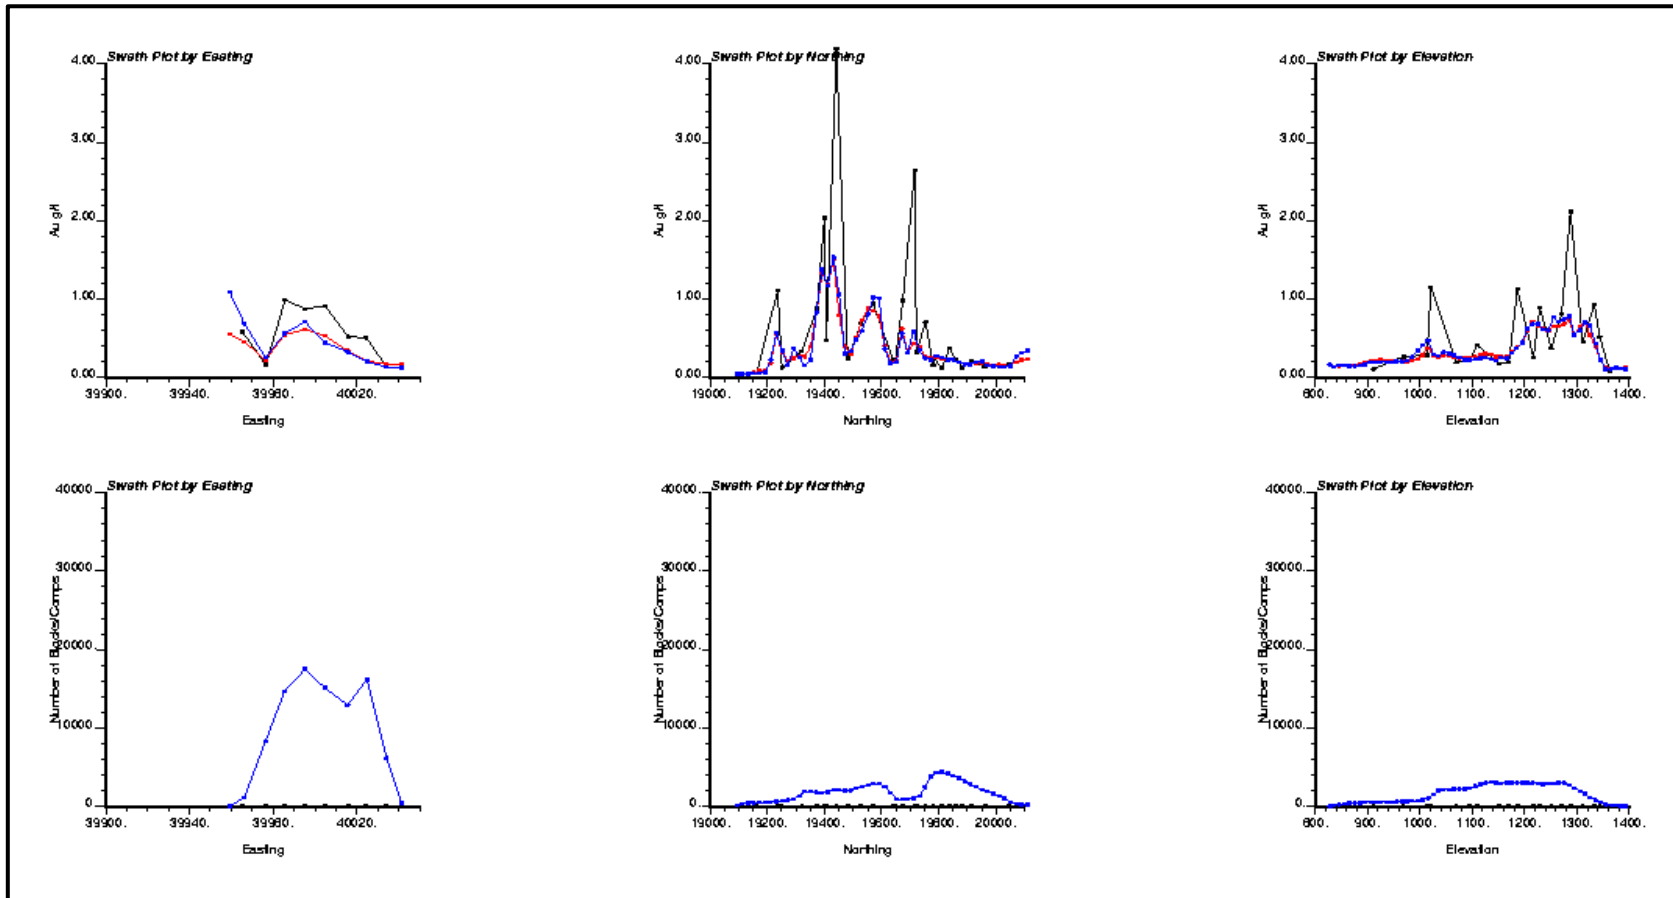 Swath Plot by Easting
4.00
3.00
2.00
1.00
0.00
Au g/t
39900. 39940. 39980. 40020.
Easting
Swath Plot by Northing
4.00
3.00
2.00
1.00
0.00
Au g/t
19000. 19200. 19400. 19600. 19800. 20000.
Northing
Swath Plot by Elevation
4.00
3.00
2.00
1.00
0.00
Au g/t
800. 900. 1000. 1100. 1200. 1300. 1400.
Elevation
Swath Plot by Easting
40000.
30000.
20000.
10000.
0.
Number of Blocks/Comps
39900. 39940. 39980. 40020.
Easting
Swath Plot by Northing
40000.
30000.
20000.
10000.
0.
Number of Blocks/Comps
19000. 19200. 19400. 19600. 19800. 20000.
Northing
Swath Plot by Elevation
40000.
30000.
20000.
10000.
0.
Number of Blocks/Comps
800. 900. 1000. 1100. 1200. 1300. 1400.
Elevation